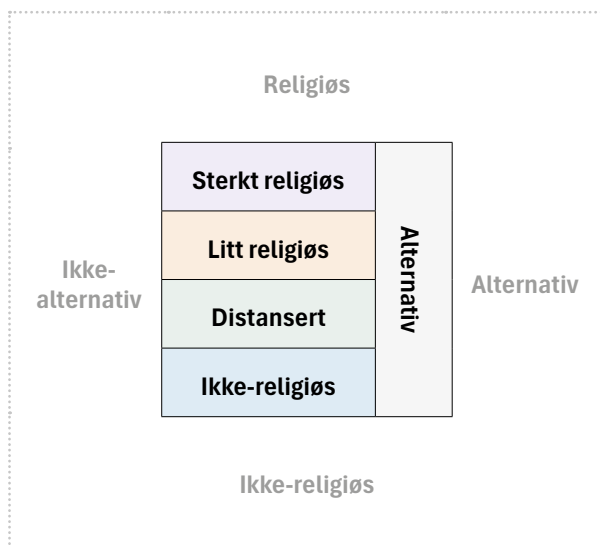 Religiøs
Sterkt religiøs
Litt religiøs
Alternativ
Ikke-
alternativ
Alternativ
Distansert
Ikke-religiøs
Ikke-religiøs